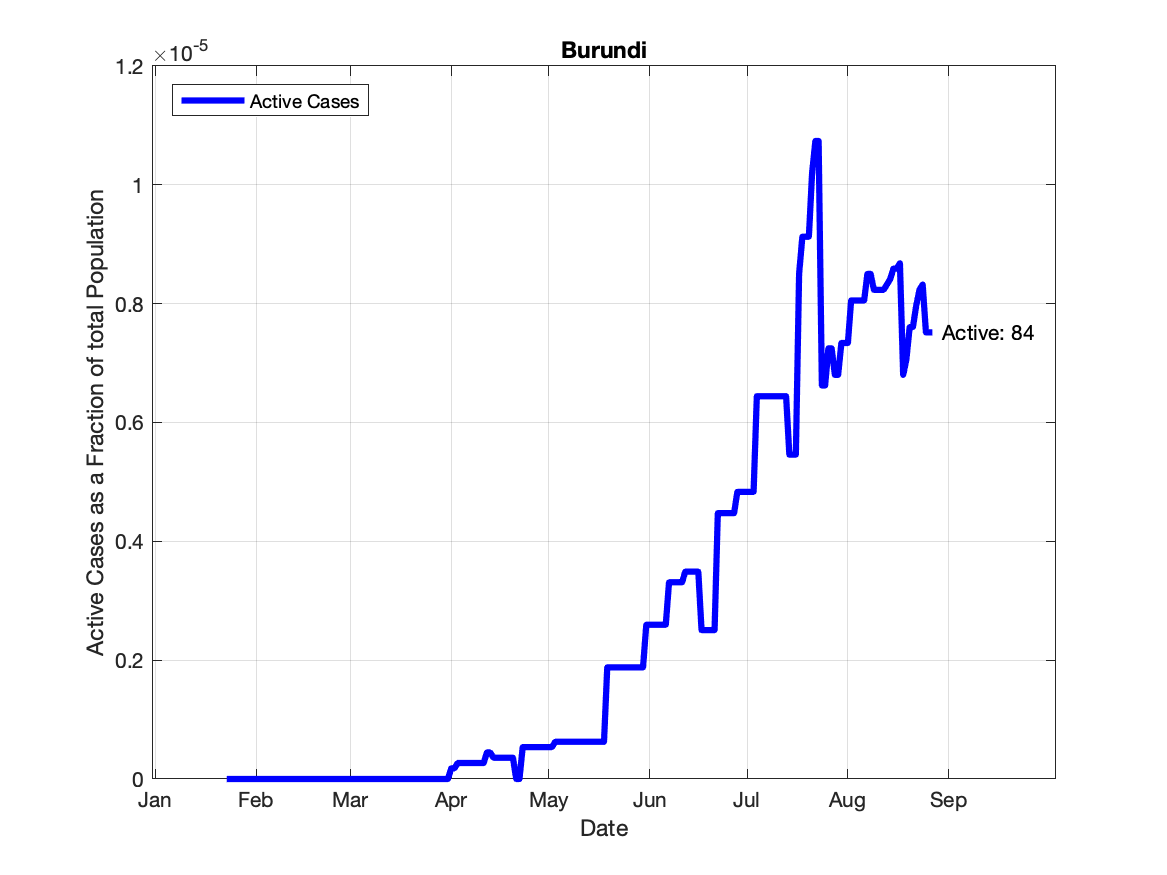 Burundi
×10-5
1.2
1
0.8
0.6
0.4
0.2
0
Active Cases as a Fraction of total Population
Active Cases
Active: 84
Jan Feb Mar Apr May Jun Jul Aug Sep
Date